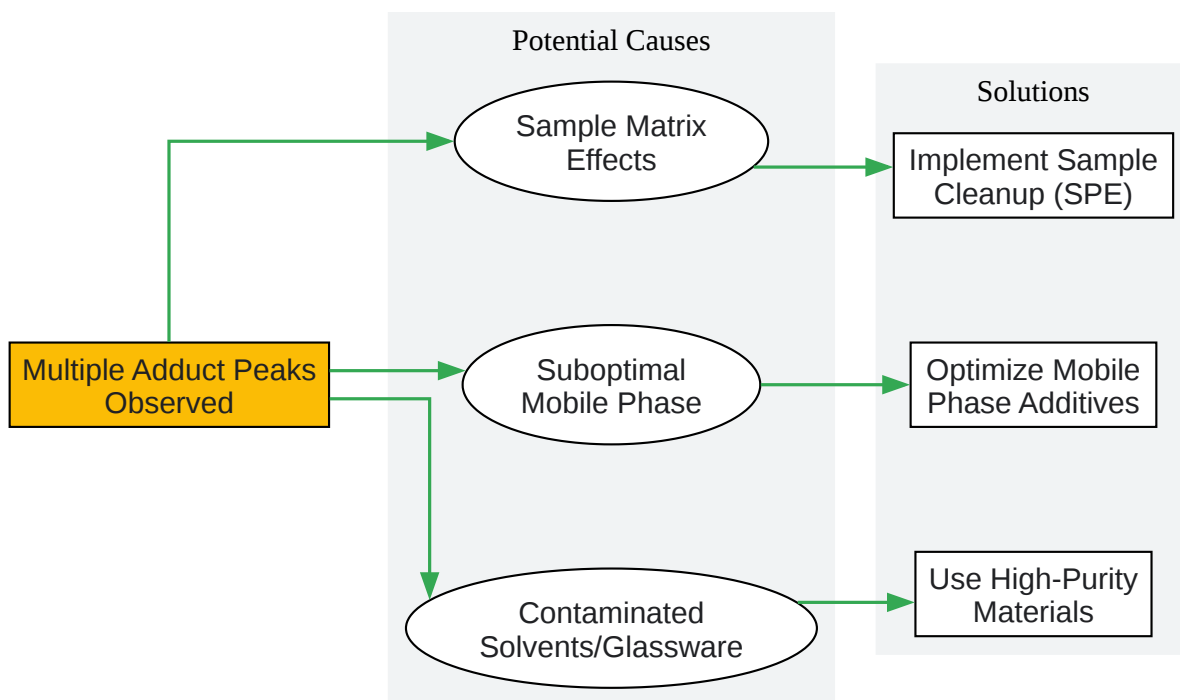 Potential Causes
Solutions
Sample Matrix
Effects
Implement Sample
Cleanup (SPE)
Multiple Adduct Peaks
Observed
Suboptimal
Mobile Phase
Optimize Mobile
Phase Additives
Contaminated
Solvents/Glassware
Use High-Purity
Materials